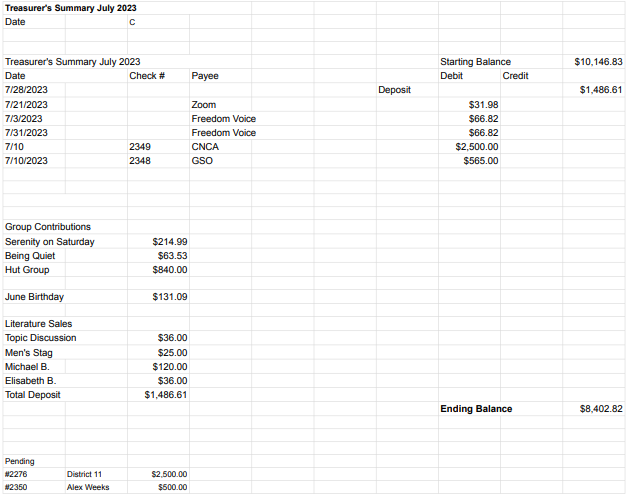 Treasurer's Summary July 2023
Date C
Treasurer's Summary July 2023 Starting Balance $10,146.83
Date Check # Payee Debit Credit
7/28/2023 Deposit $1,486.61
7/21/2023 Zoom $31.98
7/3/2023 Freedom Voice $66.82
7/31/2023 Freedom Voice $66.82
7/10 2349 CNCA $2,500.00
7/10/2023 2348 GSO $565.00
Group Contributions
Serenity on Saturday $214.99
Being Quiet $63.53
Hut Group $840.00
June Birthday $131.09
Literature Sales
Topic Discussion $36.00
Men's Stag $25.00
Michael B. $120.00
Elisabeth B. $36.00
Total Deposit $1,486.61
Ending Balance $8,402.82
Pending
#2276 District 11 $2,500.00
#2350 Alex Weeks $500.00